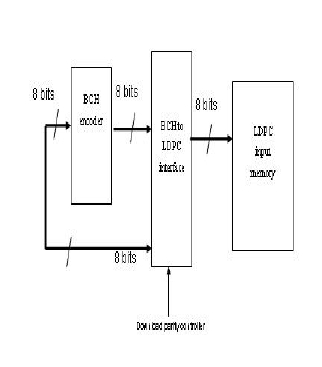 8 bits
BCH
encoder
8 bits
BCH to
LDPC
interface
8 bits
LDPC
input
memory
8 bits
Download parity controller